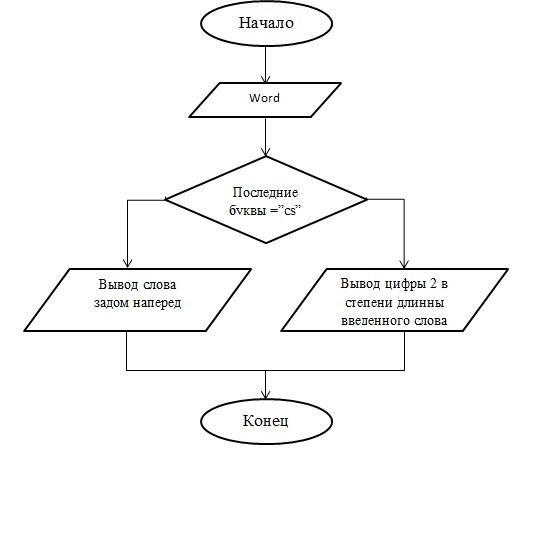 Начало
Word
Последние
буквы =”cs”
Вывод слова
задом наперед
Вывод цифры 2 в
степени длинны
введенного слова
Конец